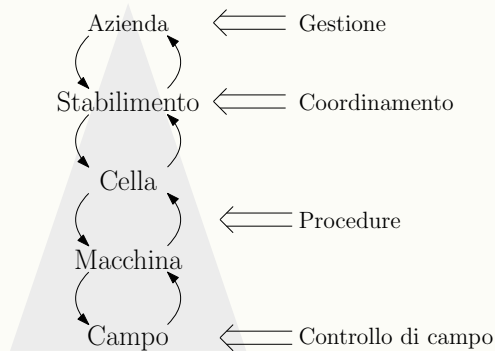 Azienda Gestione
Stabilimento Coordinamento
Cella
Procedure
Macchina
Campo Controllo di campo